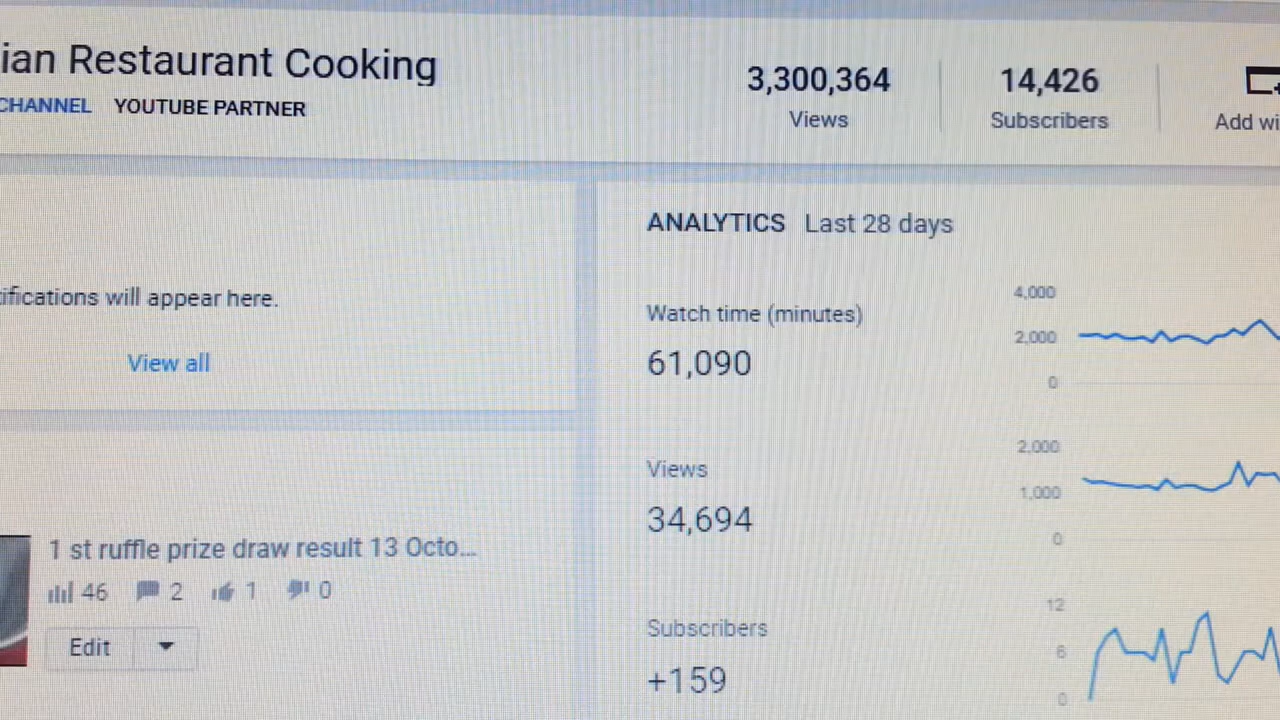 ian Restaurant Cooking
CHANNEL YOUTUBE PARTNER
3,300,364
Views
14,426
Subscribers
Add wi
ifications will appear here.
View all
1 st ruffle prize draw result 13 Octo...
46 2 1 0
Edit
ANALYTICS Last 28 days
Watch time (minutes)
61,090
4,000
2,000
0
Views
34,694
2,000
1,000
0
Subscribers
+159
12
6
0